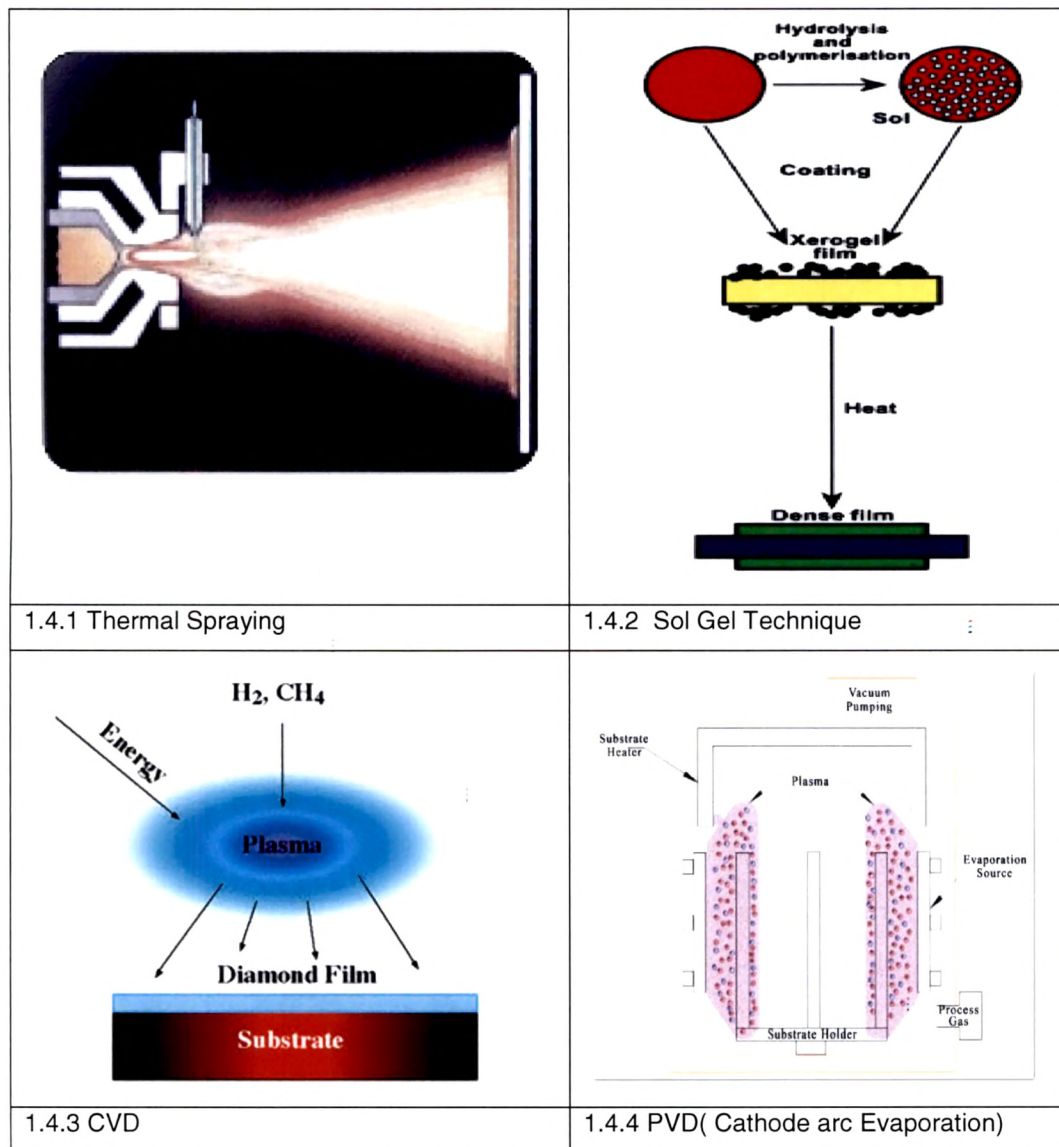 Hydrolysis
and
polymerisation
Sol
Coating
Xerogel
film
Heat
Dense film
1.4.1 Thermal Spraying
1.4.2 Sol Gel Technique
H₂, CH₄
Energy
Plasma
Diamond Film
Substrate
Vacuum
Pumping
Substrate
Heater
Plasma
Evaporation
Source
Process
Gas
Substrate Holder
1.4.3 CVD
1.4.4 PVD( Cathode arc Evaporation)